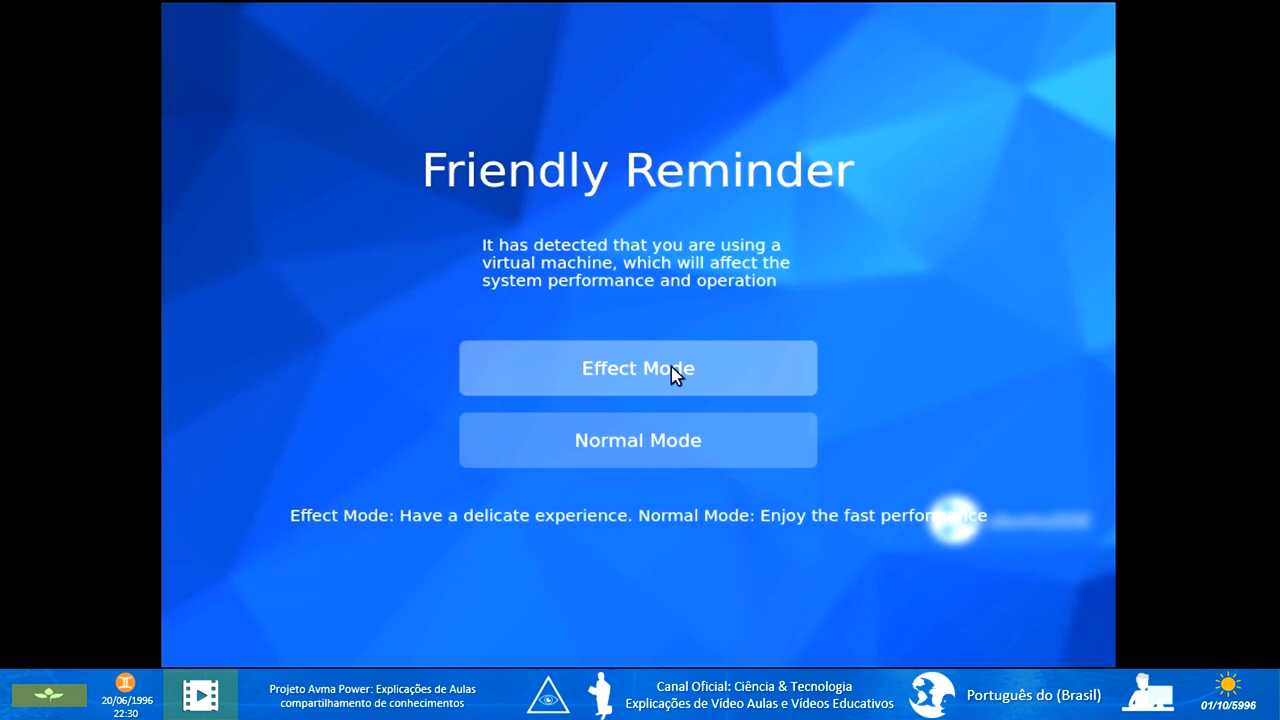 Friendly Reminder
It has detected that you are using a
virtual machine, which will affect the
system performance and operation
Effect Mode
Normal Mode
Effect Mode: Have a delicate experience. Normal Mode: Enjoy the fast performance
20/06/1996
22:30
Projeto Avma Power: Explicações de Aulas
compartilhamento de conhecimentos
Canal Oficial: Ciência & Tecnologia
Explicações de Vídeo Aulas e Vídeos Educativos
Português do (Brasil)
01/10/5996